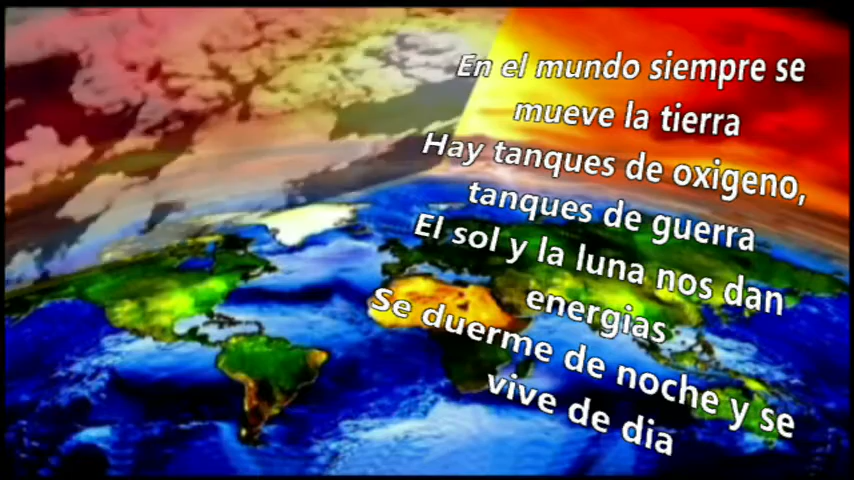 En el mundo siempre se
mueve la tierra
Hay tanques de oxigeno,
tanques de guerra
El sol y la luna nos dan
energias
Se duerme de noche y se
vive de dia